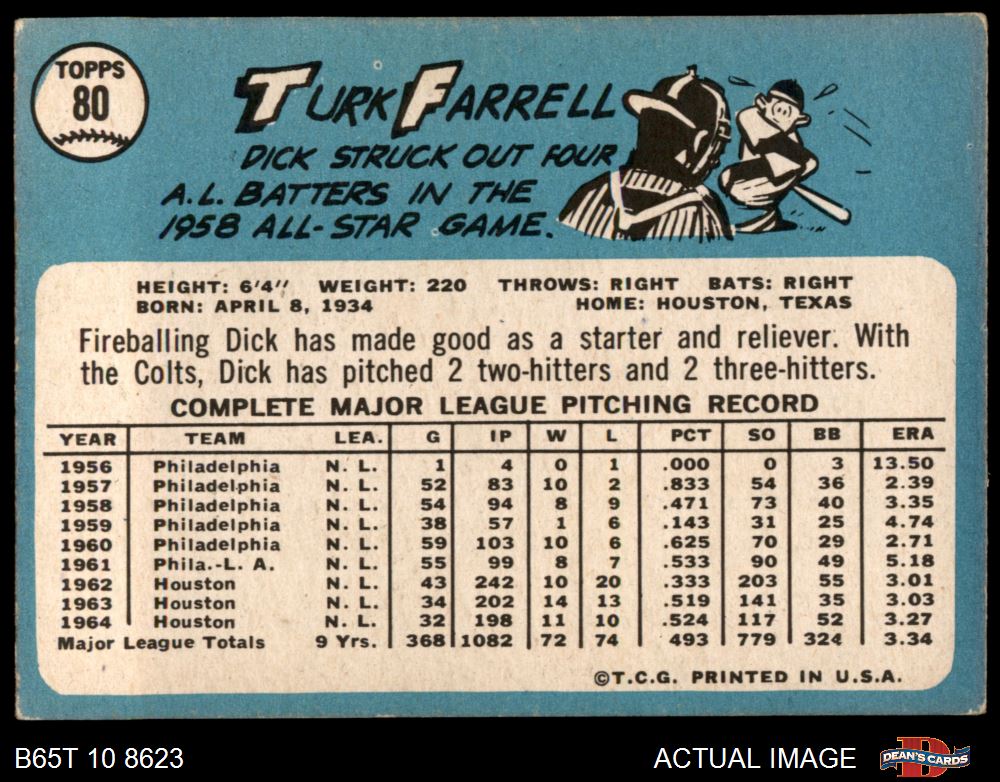 TOPPS
80
TURK FARRELL
DICK STRUCK OUT FOUR
A.L. BATTERS IN THE
1958 ALL-STAR GAME.
HEIGHT: 6'4" WEIGHT: 220 THROWS: RIGHT BATS: RIGHT
BORN: APRIL 8, 1934 HOME: HOUSTON, TEXAS
Fireballing Dick has made good as a starter and reliever. With
the Colts, Dick has pitched 2 two-hitters and 2 three-hitters.
COMPLETE MAJOR LEAGUE PITCHING RECORD
YEAR TEAM LEA. G IP W L PCT SO BB ERA
1956 Philadelphia N. L. 1 4 0 1 .000 0 3 13.50
1957 Philadelphia N. L. 52 83 10 2 .833 54 36 2.39
1958 Philadelphia N. L. 54 94 8 9 .471 73 40 3.35
1959 Philadelphia N. L. 38 57 1 6 .143 31 25 4.74
1960 Philadelphia N. L. 59 103 10 6 .625 70 29 2.71
1961 Phila.-L. A. N. L. 55 99 8 7 .533 90 49 5.18
1962 Houston N. L. 43 242 10 20 .333 203 55 3.01
1963 Houston N. L. 34 202 14 13 .519 141 35 3.03
1964 Houston N. L. 32 198 11 10 .524 117 52 3.27
Major League Totals 9 Yrs. 368 1082 72 74 493 779 324 3.34
©T.C.G. PRINTED IN U.S.A.
B65T 10 8623 ACTUAL IMAGE DEAN'S CARDS